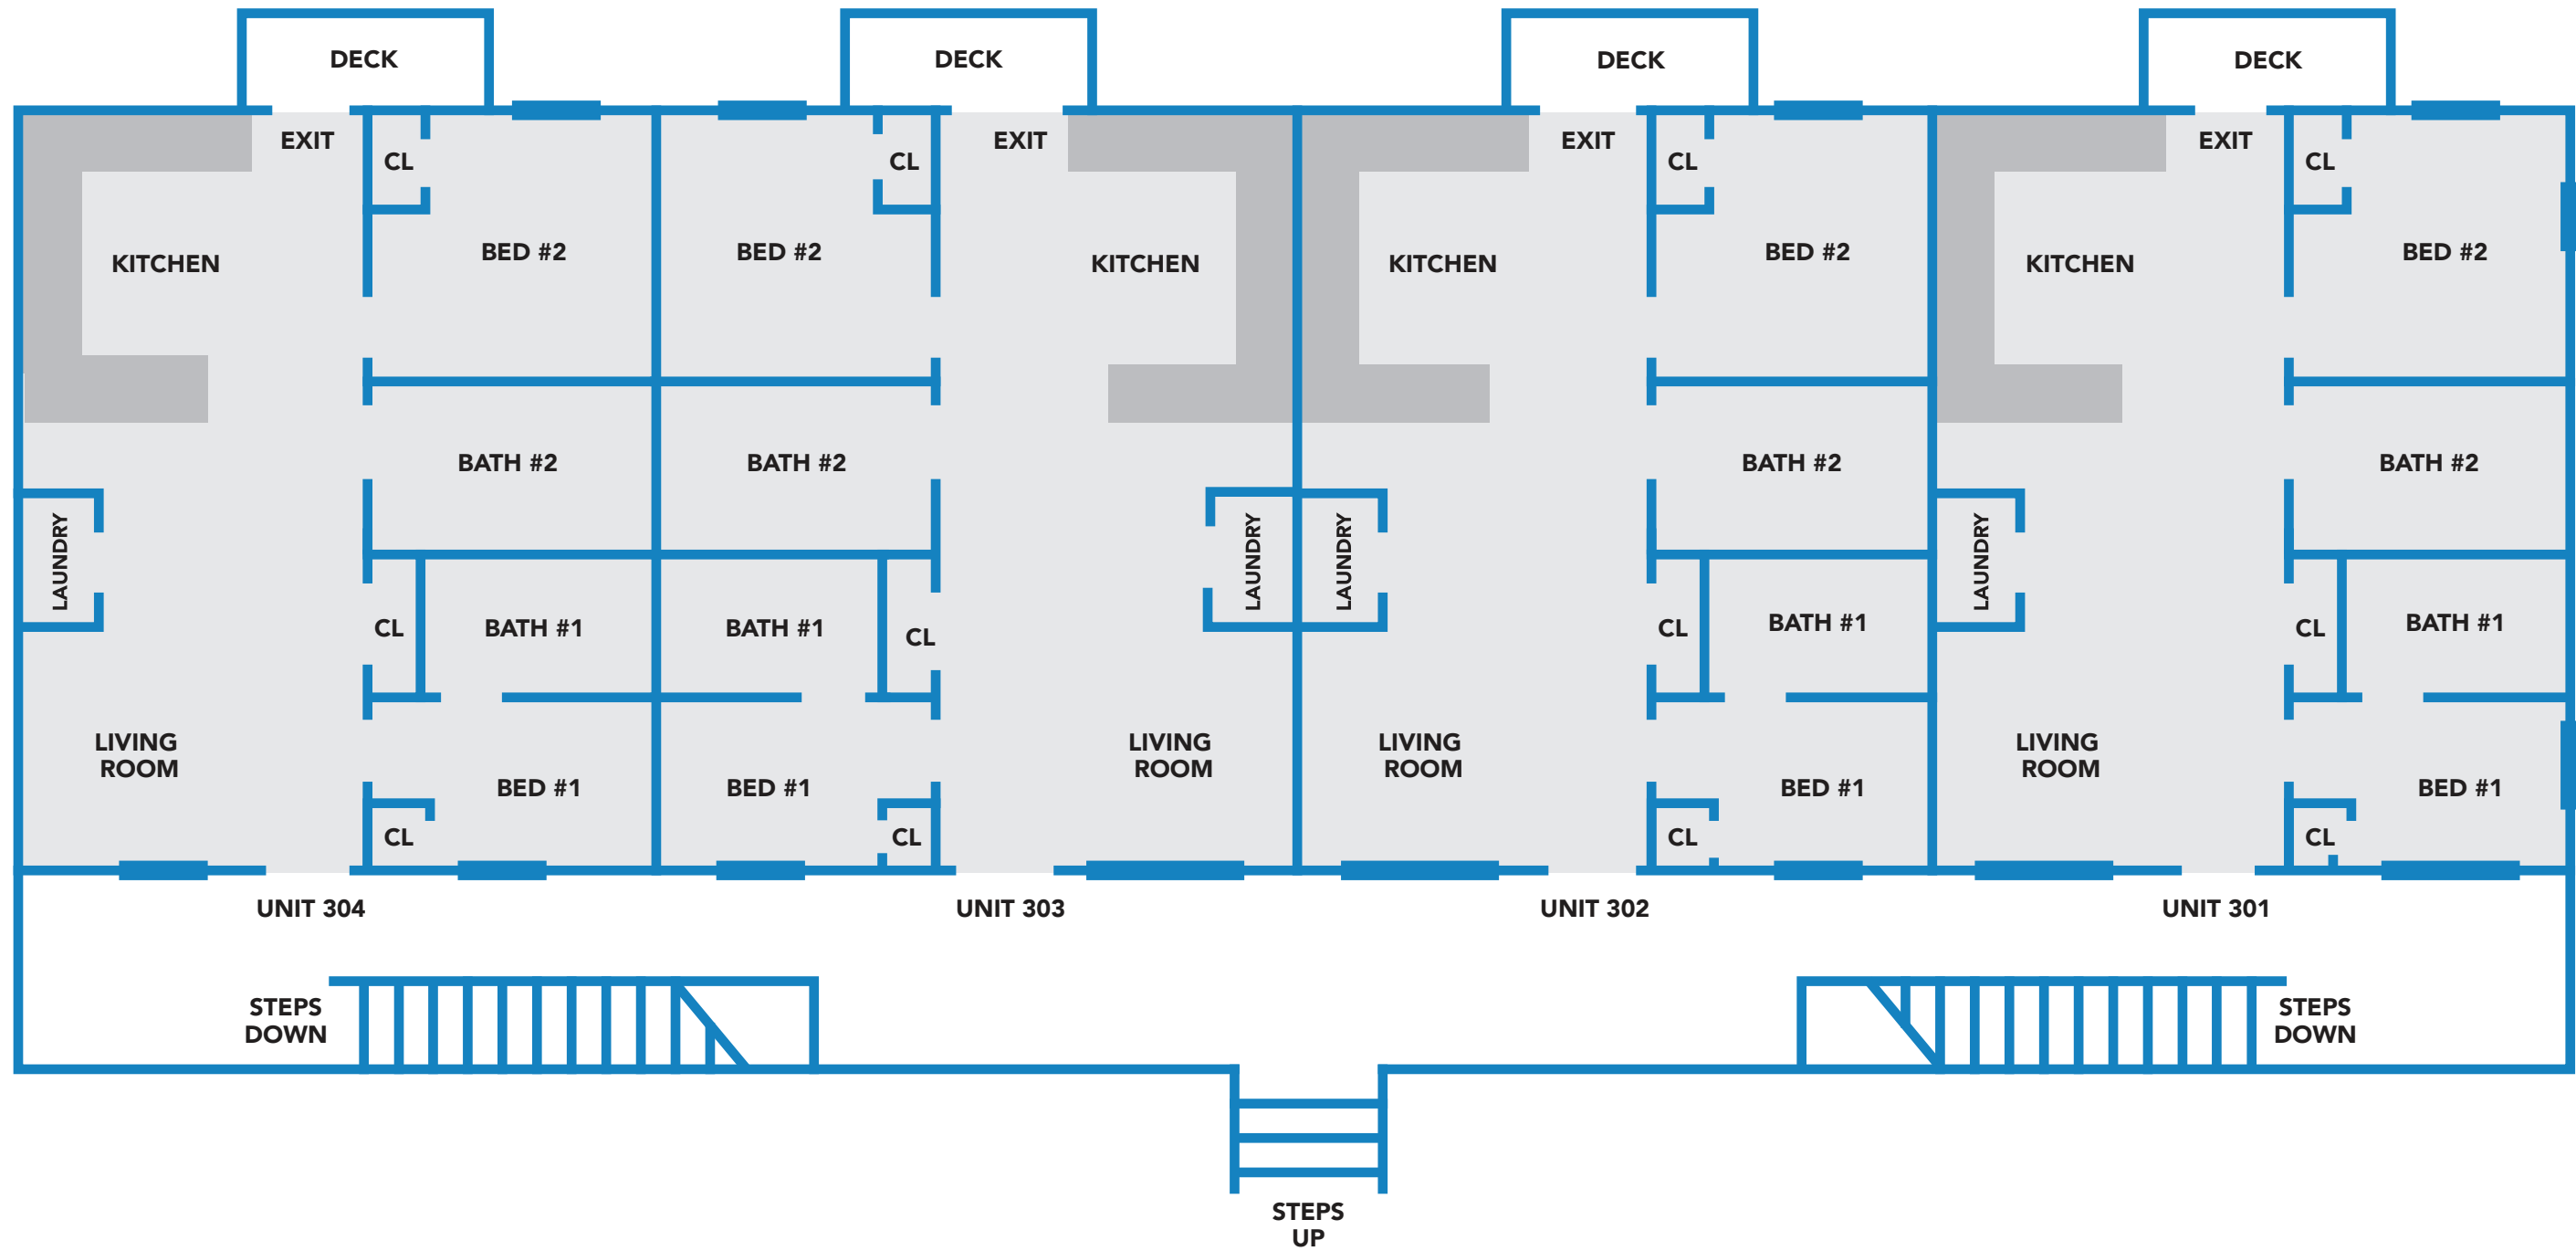 DECK
DECK
DECK
DECK
EXIT
CL
CL
EXIT
EXIT
CL
EXIT
CL
KITCHEN
BED #2
BED #2
KITCHEN
KITCHEN
BED #2
KITCHEN
BED #2
BATH #2
BATH #2
BATH #2
BATH #2
LAUNDRY
LAUNDRY
LAUNDRY
LAUNDRY
CL
BATH #1
BATH #1
CL
CL
BATH #1
CL
BATH #1
LIVING
ROOM
LIVING
ROOM
LIVING
ROOM
LIVING
ROOM
BED #1
BED #1
BED #1
BED #1
CL
CL
CL
CL
UNIT 304
UNIT 303
UNIT 302
UNIT 301
STEPS
DOWN
STEPS
DOWN
STEPS
UP